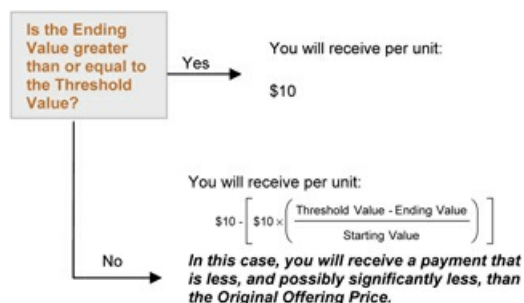 Is the Ending
Value greater
than or equal to
the Threshold
Value?
Yes
You will receive per unit:
$10
You will receive per unit:
$10 - [ $10 × ( Threshold Value - Ending Value / Starting Value ) ]
No
In this case, you will receive a payment that
is less, and possibly significantly less, than
the Original Offering Price.